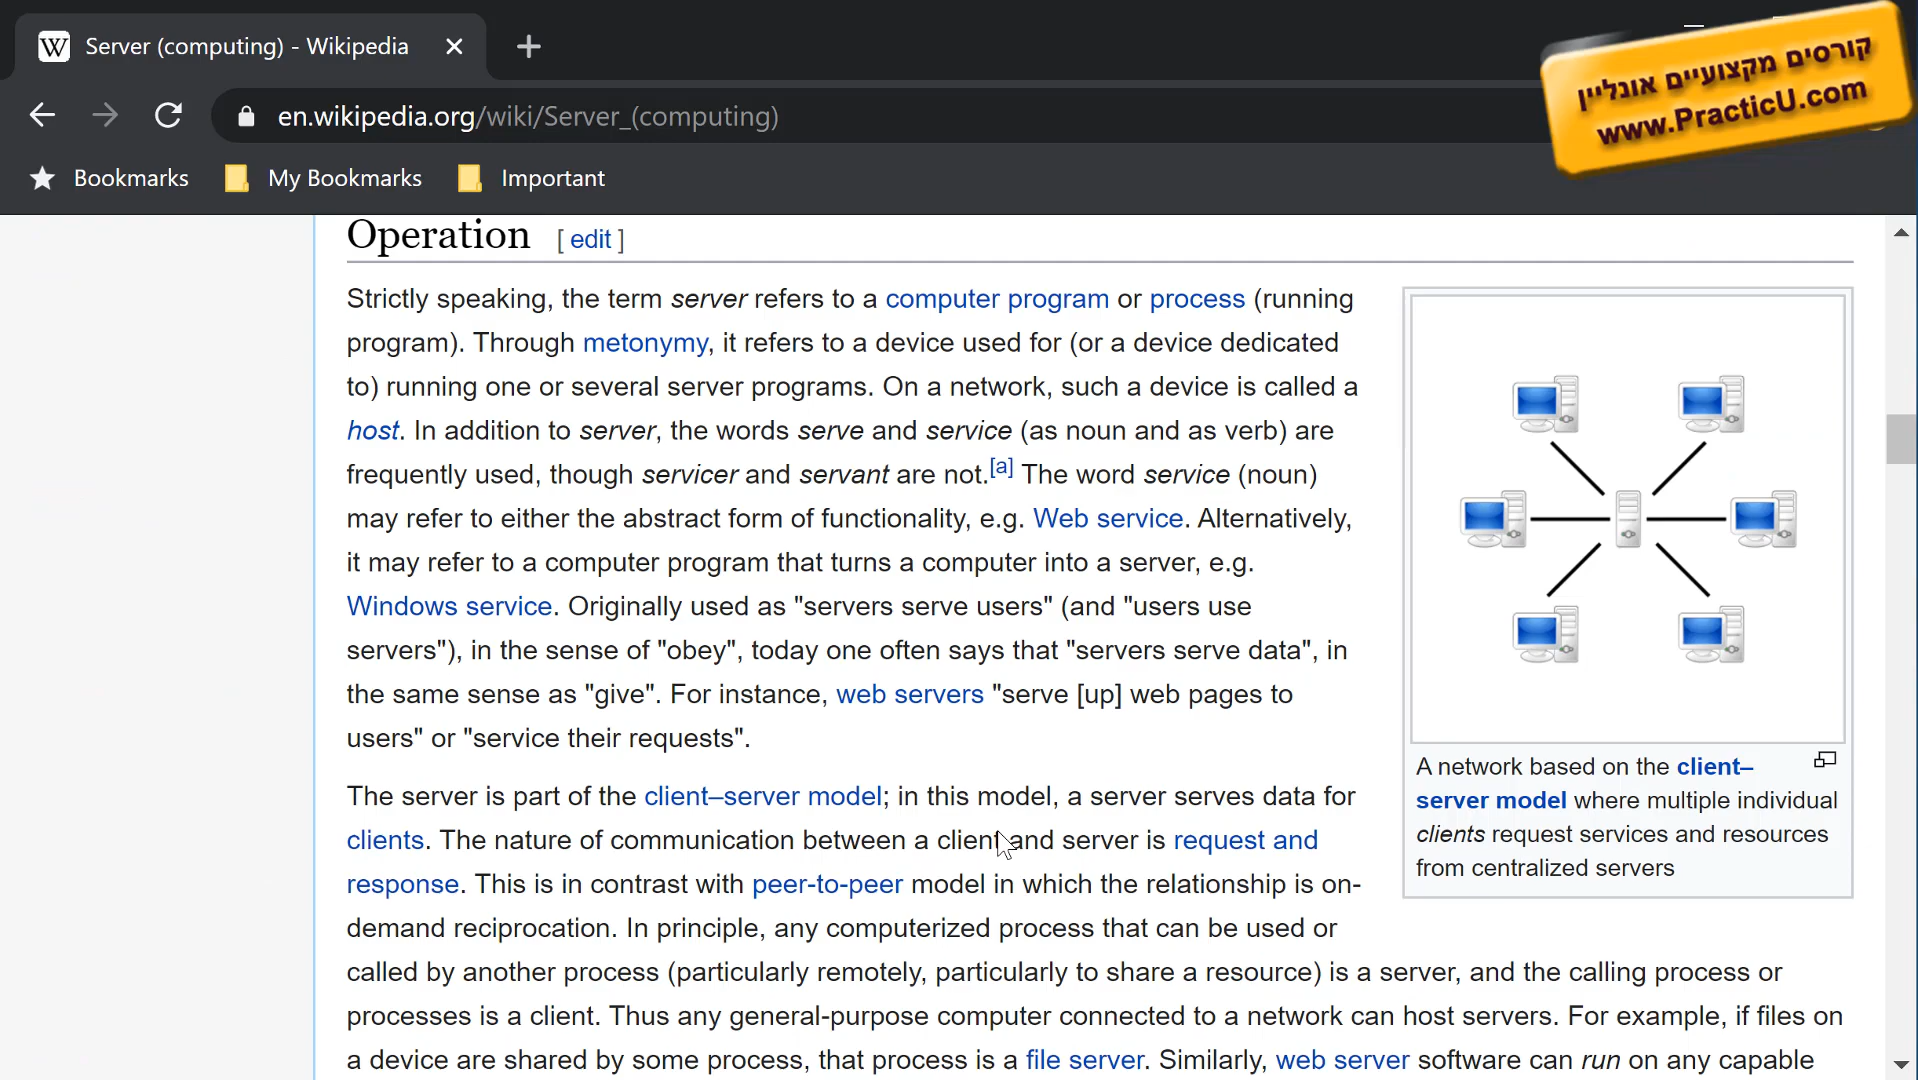 Server (computing) - Wikipedia
קורסים מקצועיים אונליין
www.PracticU.com
en.wikipedia.org/wiki/Server_(computing)
Bookmarks My Bookmarks Important
Operation [ edit ]
Strictly speaking, the term server refers to a computer program or process (running
program). Through metonymy, it refers to a device used for (or a device dedicated
to) running one or several server programs. On a network, such a device is called a
host. In addition to server, the words serve and service (as noun and as verb) are
frequently used, though servicer and servant are not.[a] The word service (noun)
may refer to either the abstract form of functionality, e.g. Web service. Alternatively,
it may refer to a computer program that turns a computer into a server, e.g.
Windows service. Originally used as "servers serve users" (and "users use
servers"), in the sense of "obey", today one often says that "servers serve data", in
the same sense as "give". For instance, web servers "serve [up] web pages to
users" or "service their requests".
The server is part of the client–server model; in this model, a server serves data for
clients. The nature of communication between a client and server is request and
response. This is in contrast with peer-to-peer model in which the relationship is on-
demand reciprocation. In principle, any computerized process that can be used or
called by another process (particularly remotely, particularly to share a resource) is a server, and the calling process or
processes is a client. Thus any general-purpose computer connected to a network can host servers. For example, if files on
a device are shared by some process, that process is a file server. Similarly, web server software can run on any capable
A network based on the client–
server model where multiple individual
clients request services and resources
from centralized servers